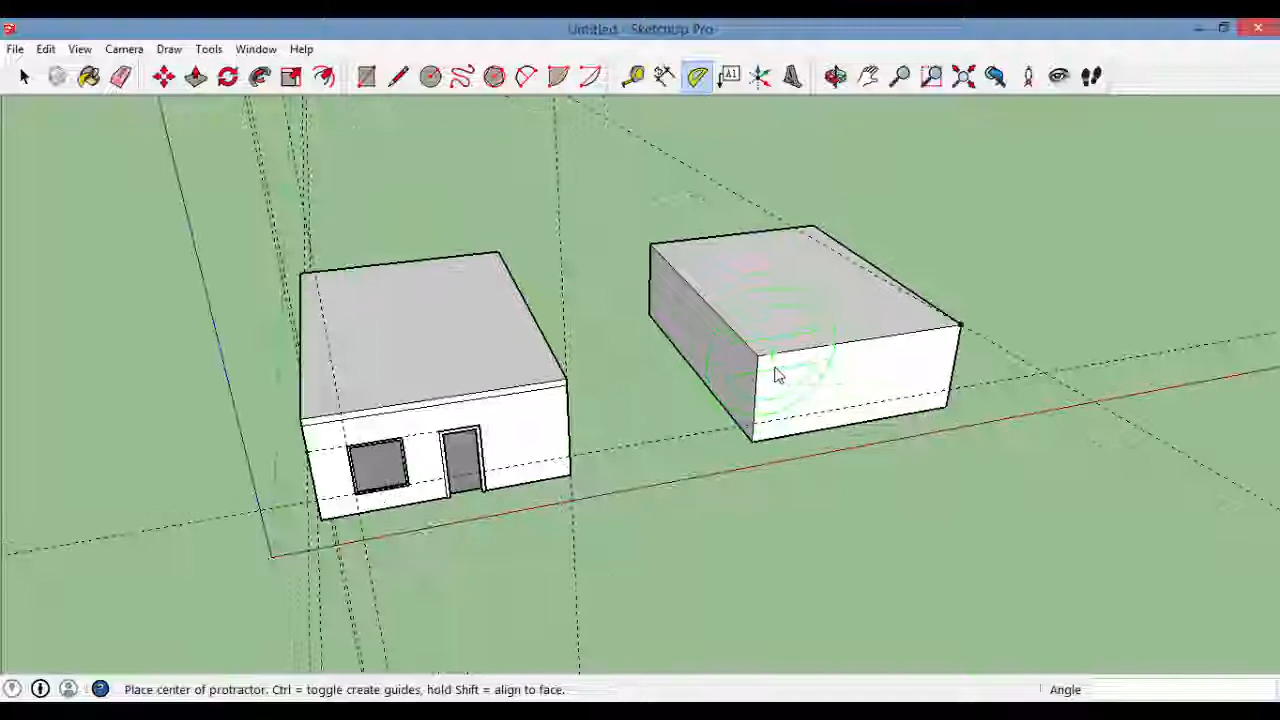 Untitled - SketchUp Pro
File Edit View Camera Draw Tools Window Help
A1
Place center of protractor. Ctrl = toggle create guides, hold Shift = align to face.
Angle